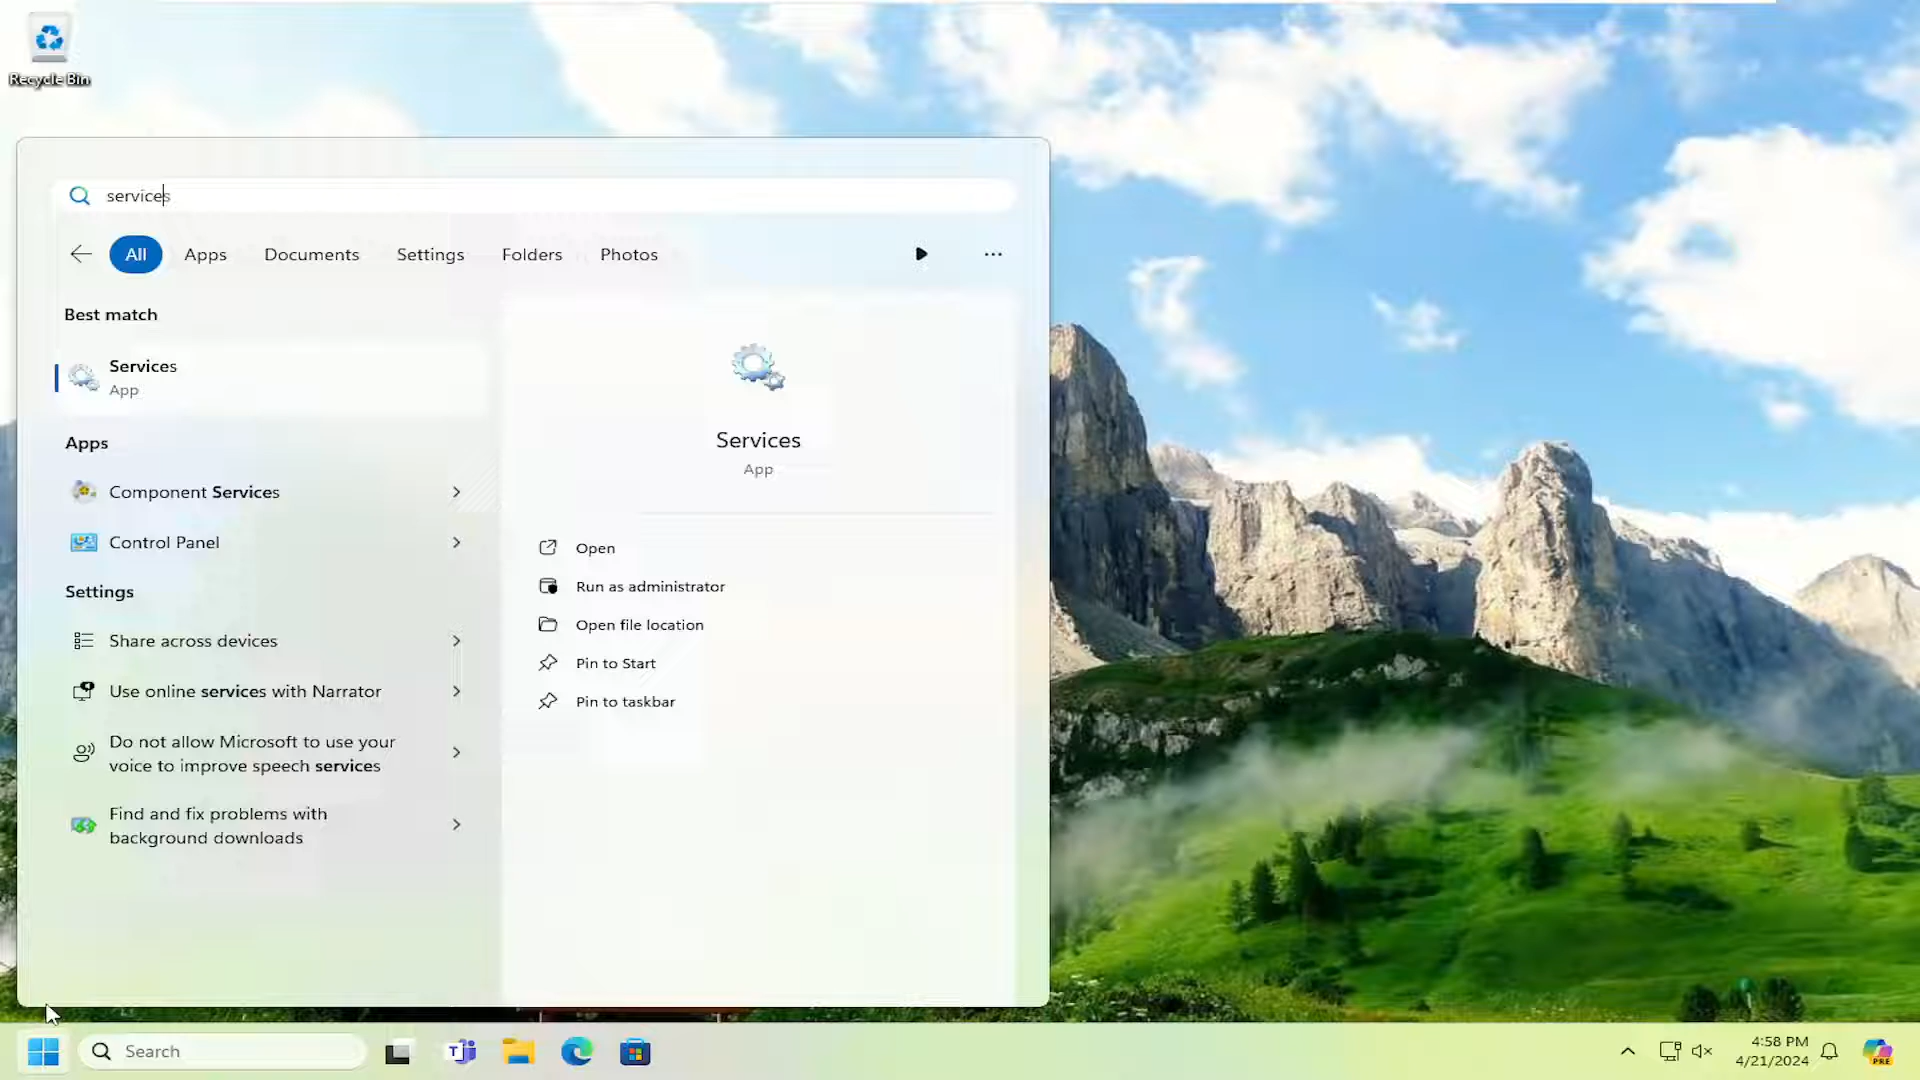 Recycle Bin
services
All
Apps
Documents
Settings
Folders
Photos
Best match
Services
App
Apps
Component Services
Control Panel
Settings
Share across devices
Use online services with Narrator
Do not allow Microsoft to use your
voice to improve speech services
Find and fix problems with
background downloads
Services
App
Open
Run as administrator
Open file location
Pin to Start
Pin to taskbar
Search
4:58 PM
4/21/2024
PRE